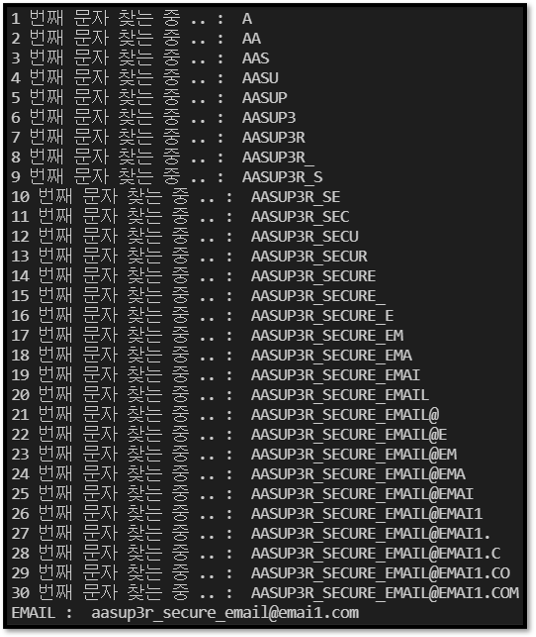 1 번째 문자 찾는 중 .. :  A
2 번째 문자 찾는 중 .. :  AA
3 번째 문자 찾는 중 .. :  AAS
4 번째 문자 찾는 중 .. :  AASU
5 번째 문자 찾는 중 .. :  AASUP
6 번째 문자 찾는 중 .. :  AASUP3
7 번째 문자 찾는 중 .. :  AASUP3R
8 번째 문자 찾는 중 .. :  AASUP3R_
9 번째 문자 찾는 중 .. :  AASUP3R_S
10 번째 문자 찾는 중 .. :  AASUP3R_SE
11 번째 문자 찾는 중 .. :  AASUP3R_SEC
12 번째 문자 찾는 중 .. :  AASUP3R_SECU
13 번째 문자 찾는 중 .. :  AASUP3R_SECUR
14 번째 문자 찾는 중 .. :  AASUP3R_SECURE
15 번째 문자 찾는 중 .. :  AASUP3R_SECURE_
16 번째 문자 찾는 중 .. :  AASUP3R_SECURE_E
17 번째 문자 찾는 중 .. :  AASUP3R_SECURE_EM
18 번째 문자 찾는 중 .. :  AASUP3R_SECURE_EMA
19 번째 문자 찾는 중 .. :  AASUP3R_SECURE_EMAI
20 번째 문자 찾는 중 .. :  AASUP3R_SECURE_EMAIL
21 번째 문자 찾는 중 .. :  AASUP3R_SECURE_EMAIL@
22 번째 문자 찾는 중 .. :  AASUP3R_SECURE_EMAIL@E
23 번째 문자 찾는 중 .. :  AASUP3R_SECURE_EMAIL@EM
24 번째 문자 찾는 중 .. :  AASUP3R_SECURE_EMAIL@EMA
25 번째 문자 찾는 중 .. :  AASUP3R_SECURE_EMAIL@EMAI
26 번째 문자 찾는 중 .. :  AASUP3R_SECURE_EMAIL@EMAI1
27 번째 문자 찾는 중 .. :  AASUP3R_SECURE_EMAIL@EMAI1.
28 번째 문자 찾는 중 .. :  AASUP3R_SECURE_EMAIL@EMAI1.C
29 번째 문자 찾는 중 .. :  AASUP3R_SECURE_EMAIL@EMAI1.CO
30 번째 문자 찾는 중 .. :  AASUP3R_SECURE_EMAIL@EMAI1.COM
EMAIL :  aasup3r_secure_email@emai1.com